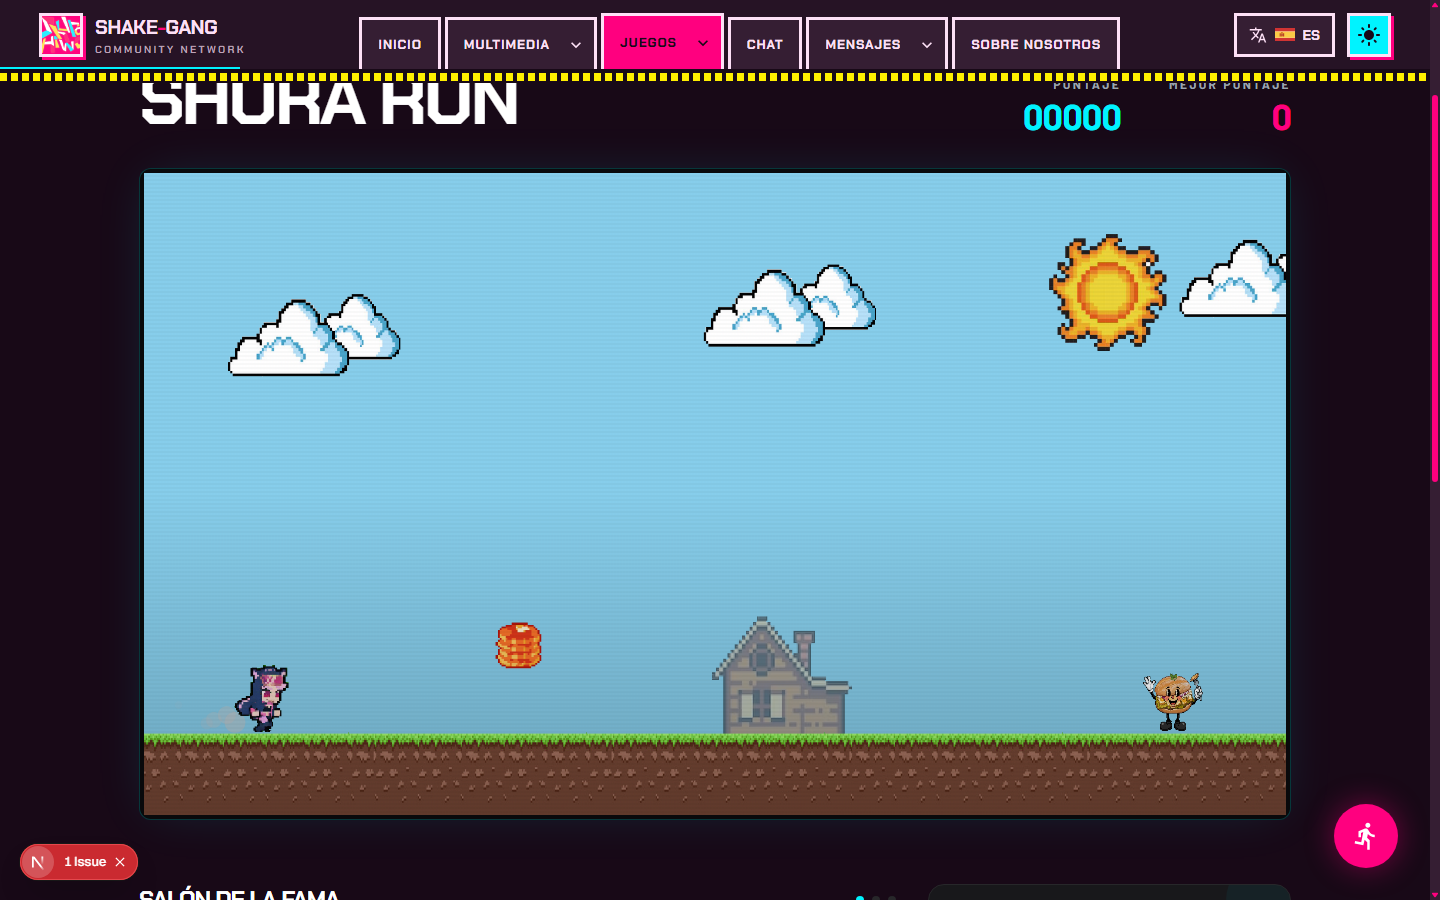 SHAKE-GANG
COMMUNITY NETWORK
INICIO
MULTIMEDIA
JUEGOS
CHAT
MENSAJES
SOBRE NOSOTROS
ES
SHURA RUN
PUNTAJE
00000
MEJOR PUNTAJE
0
N
1 Issue
SALÓN DE LA FAMA